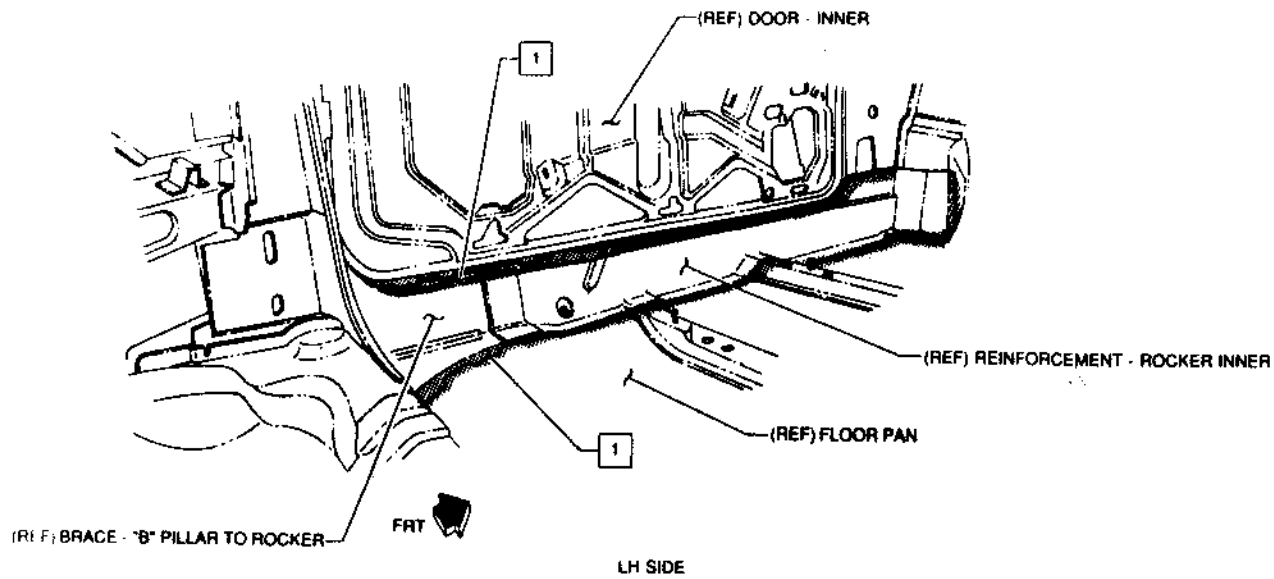 (REF) DOOR - INNER
1
(REF) REINFORCEMENT - ROCKER INNER
(REF) FLOOR PAN
1
FRT
(REF) BRACE - "B" PILLAR TO ROCKER
LH SIDE